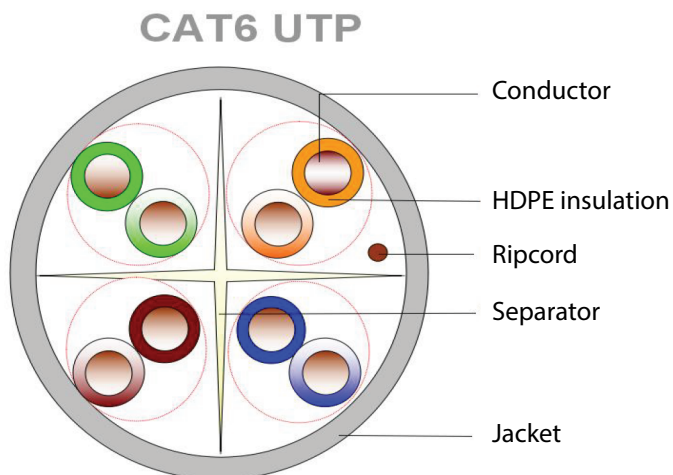 CAT6 UTP
Conductor
HDPE insulation
Ripcord
Separator
Jacket